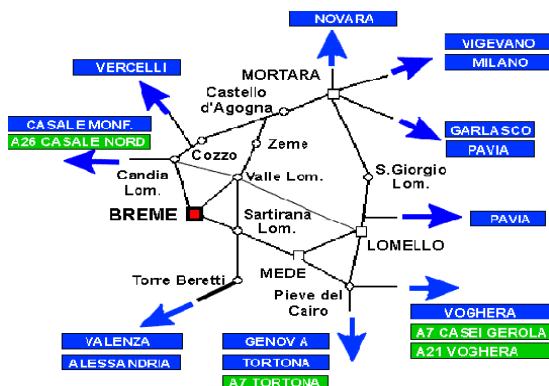 NOVARA
VIGEVANO
MILANO
VERCELLI
MORTARA
Castello
d'Agogna
CASALE MONF.
A26 CASALE NORD
GARLASCO
PAVIA
Cozzo
Zeme
Candia
Lom.
Valle Lom.
S.Giorgio
Lom.
BREME
Sartirana
Lom.
PAVIA
LOMELLO
MEDE
Torre Beretti
Pieve del
Cairo
VOGHERA
A7 CASEI GEROLA
A21 VOGHERA
VALENZA
ALESSANDRIA
GENOVA
TORTONA
A7 TORTONA